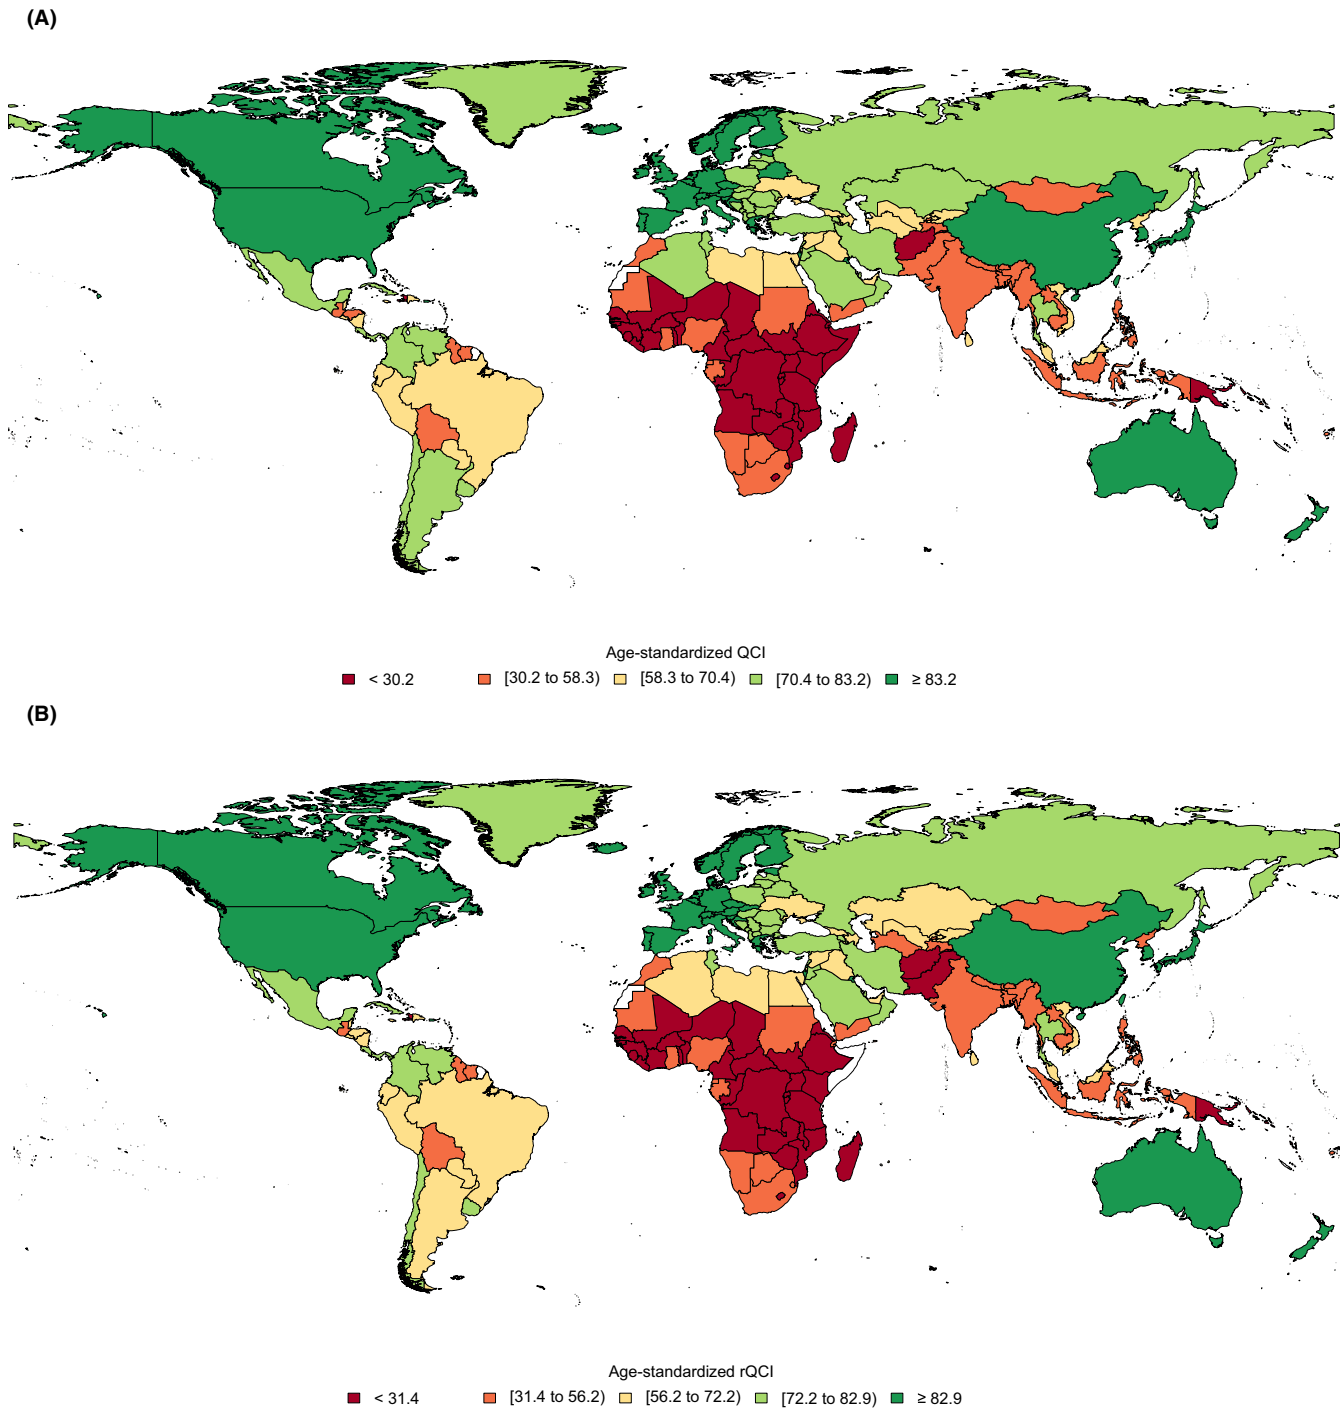 (A)
Age-standardized QCI
< 30.2 [30.2 to 58.3) [58.3 to 70.4) [70.4 to 83.2) ≥ 83.2
(B)
Age-standardized rQCI
< 31.4 [31.4 to 56.2) [56.2 to 72.2) [72.2 to 82.9) ≥ 82.9